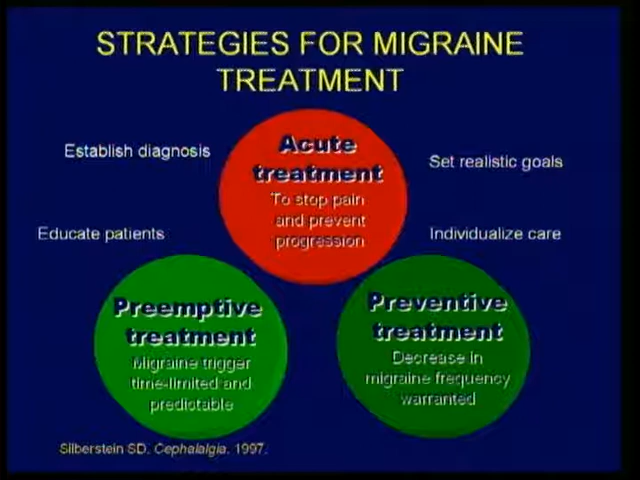 STRATEGIES FOR MIGRAINE
TREATMENT
Establish diagnosis
Acute
treatment
To stop pain
and prevent
progression
Set realistic goals
Educate patients
Individualize care
Preemptive
treatment
Migraine trigger
time-limited and
predictable
Preventive
treatment
Decrease in
migraine frequency
warranted
Silberstein SD. Cephalalgia. 1997.